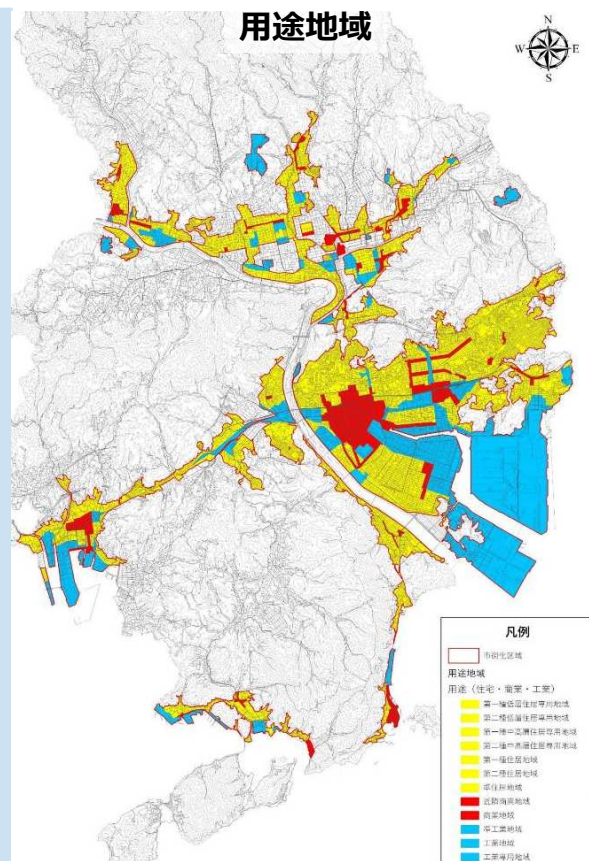 用途地域
N
W
E
S
凡例
市街化区域
用途地域
用途（住宅・商業・工業）
第一種低層住居専用地域
第二種低層住居専用地域
第一種中高層住居専用地域
第二種中高層住居専用地域
第一種住居地域
第二種住居地域
準住居地域
近隣商業地域
商業地域
準工業地域
工業地域
工業専用地域